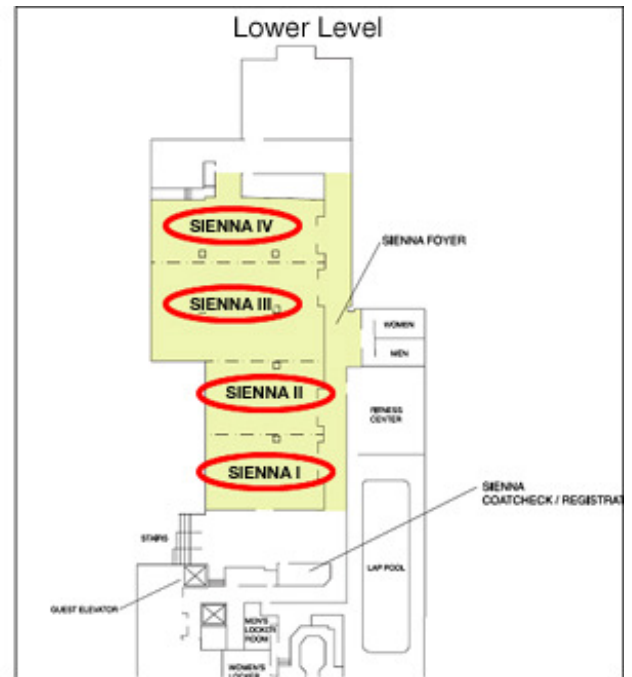 Lower Level
SIENNA IV
SIENNA FOYER
SIENNA III
WOMEN
MEN
SIENNA II
FITNESS
CENTER
SIENNA I
SIENNA
COATCHECK / REGISTRAT
STAIRS
LAP POOL
GUEST ELEVATOR
MEN'S
LOCKER
ROOM
WOMEN'S
LOCKER